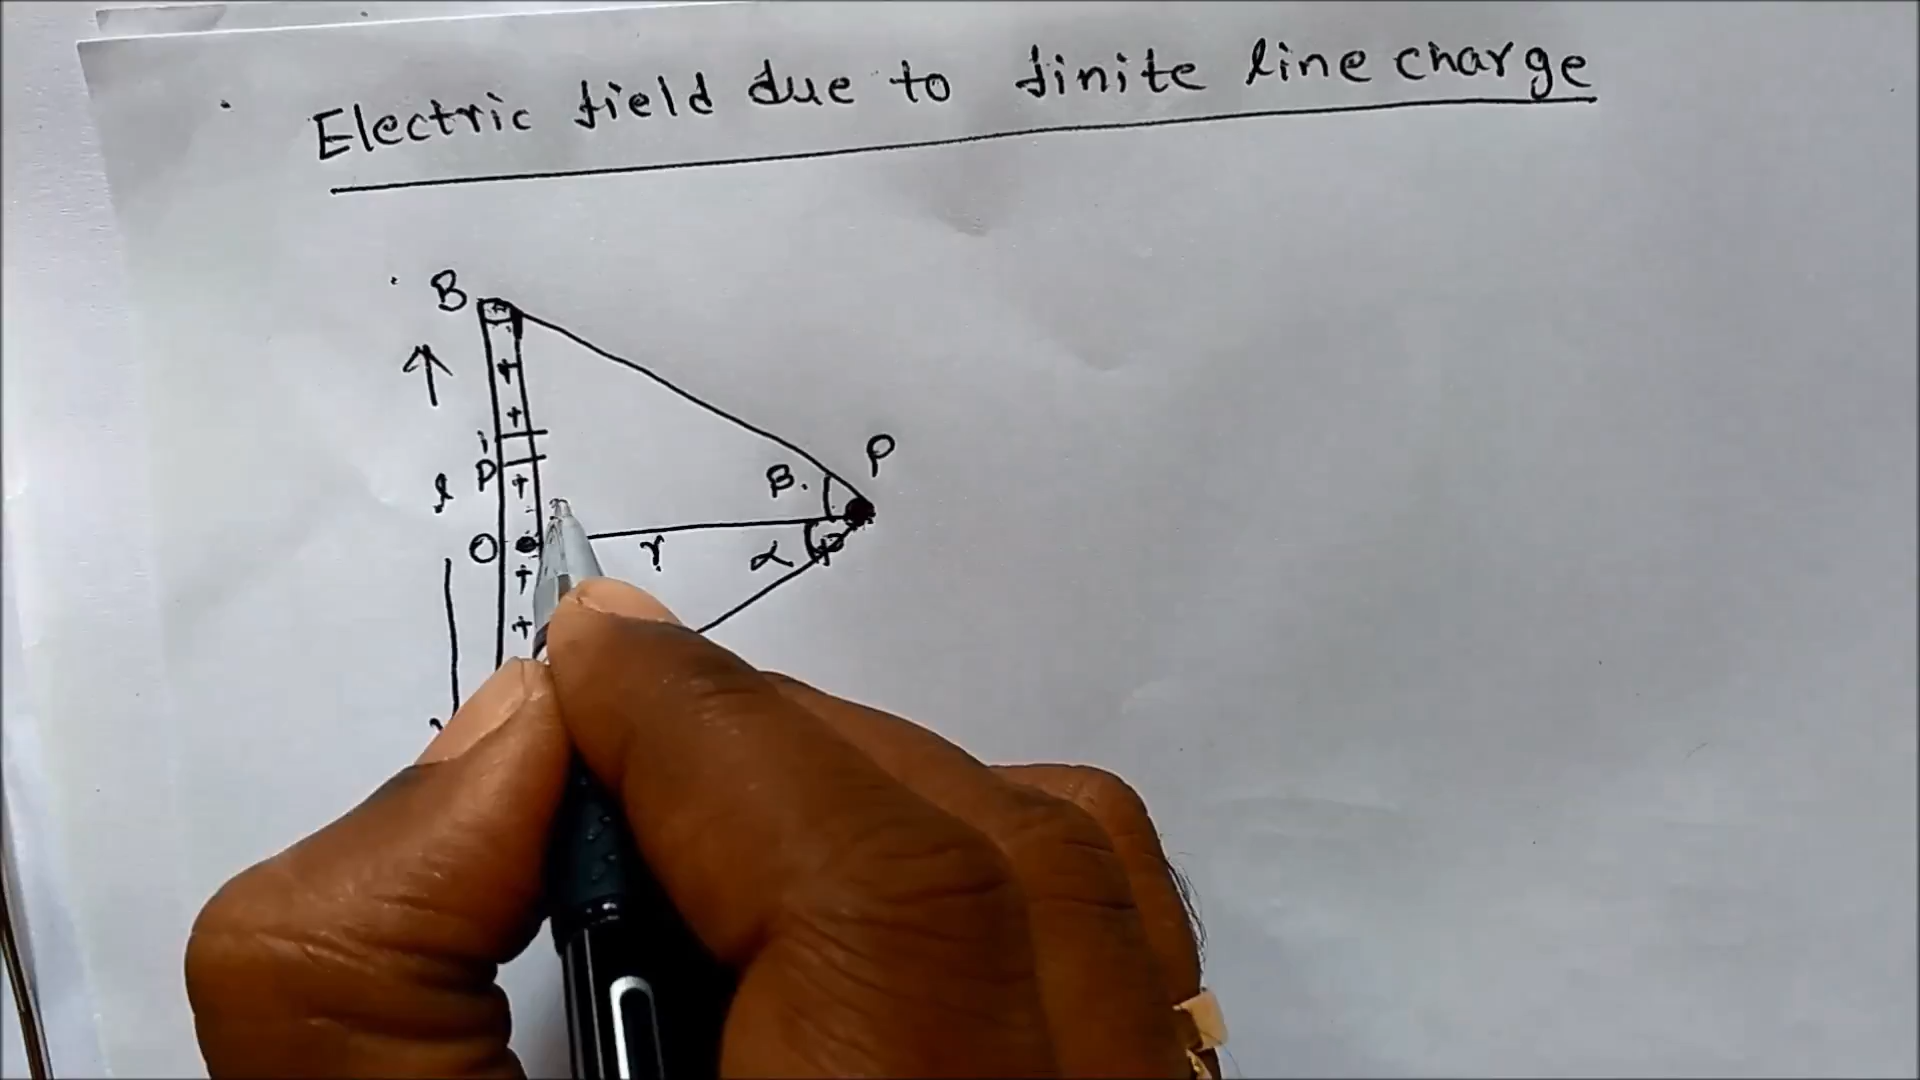 Electric field due to finite line charge
B
P
i
P
l
β.
O
r
α